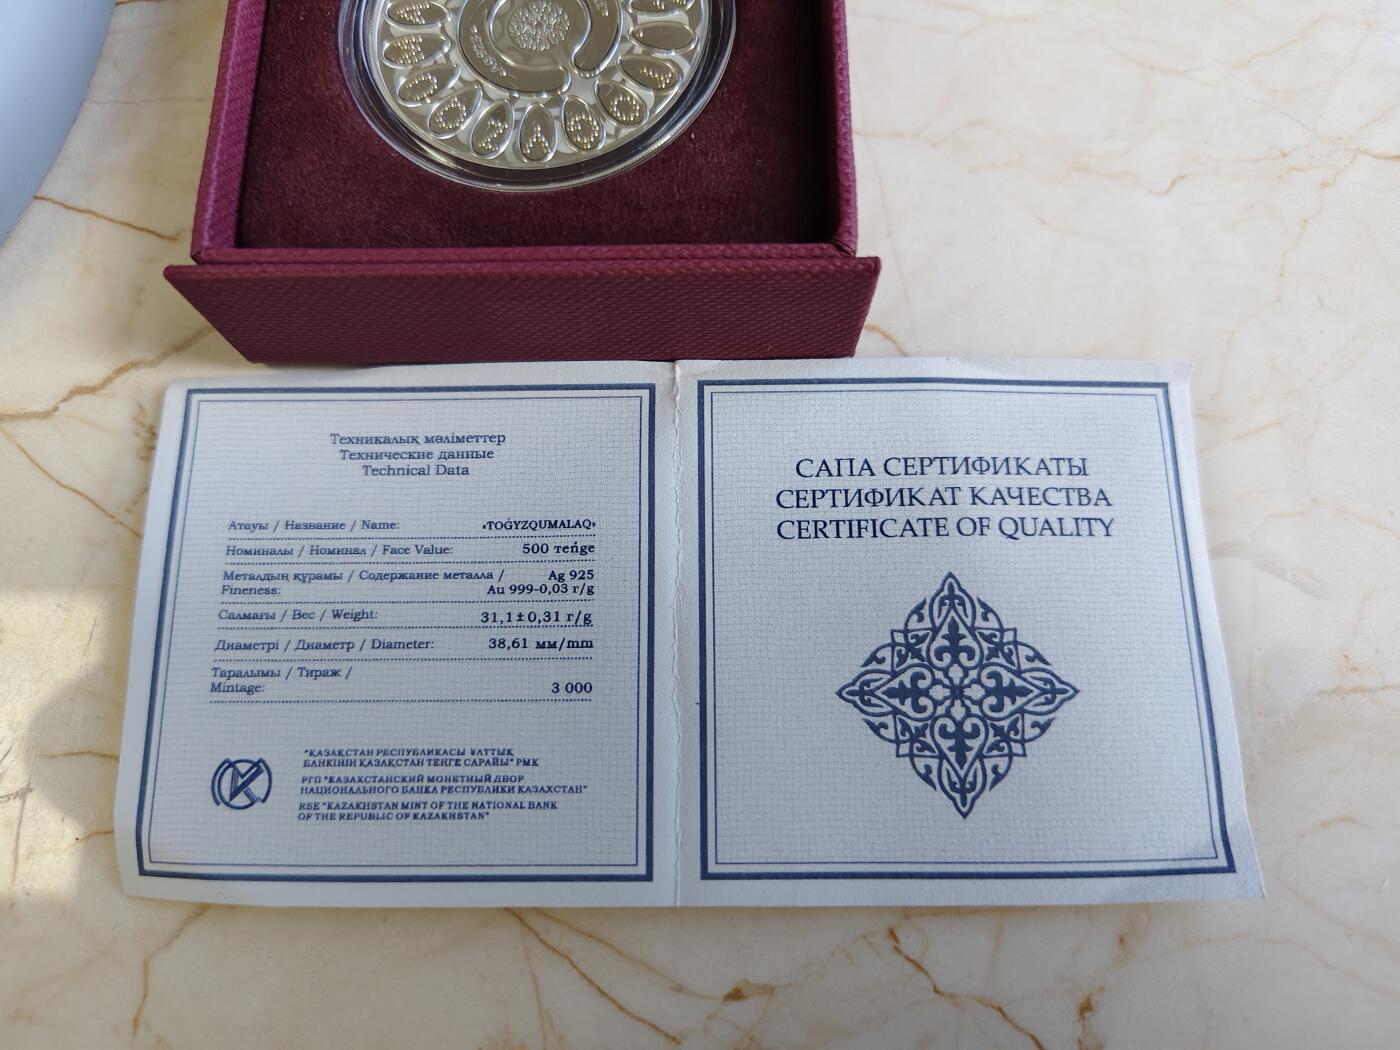 Техникалық мәліметтер
Технические данные
Technical Data
Атауы / Название / Name: «TOǴYZQUMALAQ»
Номиналы / Номинал / Face Value: 500 теńge
Металдың құрамы / Содержание металла / Ag 925
Fineness: Au 999-0,03 г/g
Салмағы / Вес / Weight: 31,1±0,31 г/g
Диаметрі / Диаметр / Diameter: 38,61 мм/mm
Таралымы / Тираж /
Mintage: 3 000
"ҚАЗАҚСТАН РЕСПУБЛИКАСЫ ҰЛТТЫҚ
БАНКІНІҢ ҚАЗАҚСТАН ТЕҢГЕ САРАЙЫ" РМК
РГП "КАЗАХСТАНСКИЙ МОНЕТНЫЙ ДВОР
НАЦИОНАЛЬНОГО БАНКА РЕСПУБЛИКИ КАЗАХСТАН"
RSE "KAZAKHSTAN MINT OF THE NATIONAL BANK
OF THE REPUBLIC OF KAZAKHSTAN"
САПА СЕРТИФИКАТЫ
СЕРТИФИКАТ КАЧЕСТВА
CERTIFICATE OF QUALITY